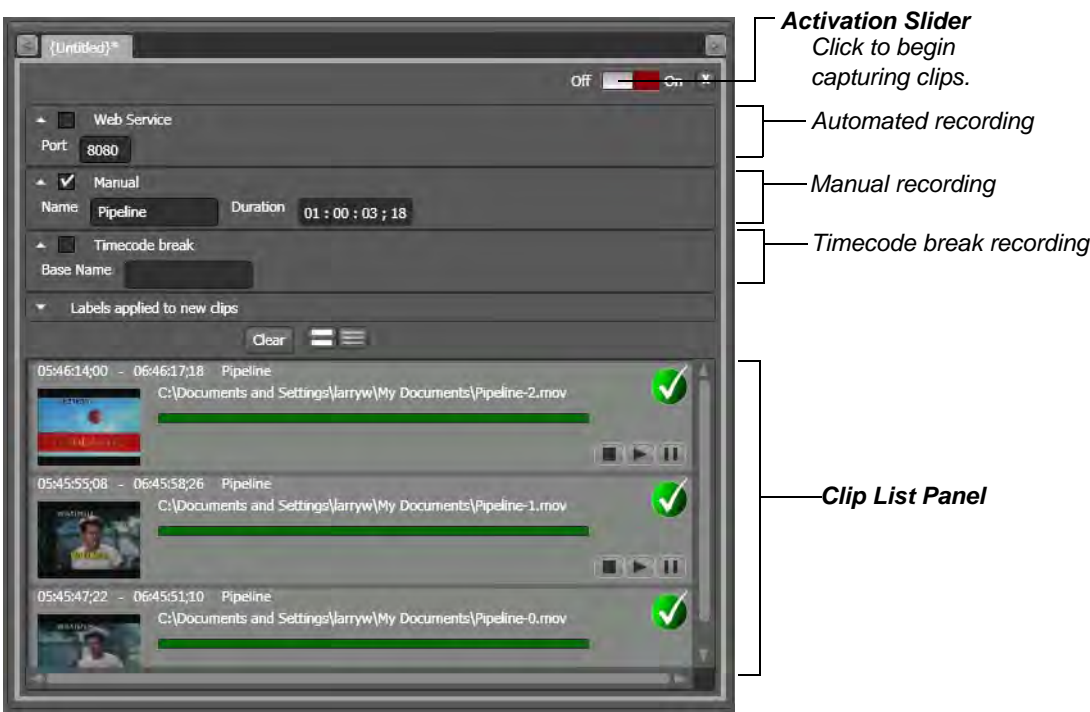 {Untitled}*
Off On x
Web Service
Port 8080
Manual
Name Pipeline Duration 01 : 00 : 03 ; 18
Timecode break
Base Name
Labels applied to new clips
Clear
05:46:14;00 - 06:46:17;18 Pipeline
C:\Documents and Settings\larryw\My Documents\Pipeline-2.mov
05:45:55;08 - 06:45:58;26 Pipeline
C:\Documents and Settings\larryw\My Documents\Pipeline-1.mov
05:45:47;22 - 06:45:51;10 Pipeline
C:\Documents and Settings\larryw\My Documents\Pipeline-0.mov
Activation Slider
Click to begin
capturing clips.
Automated recording
Manual recording
Timecode break recording
Clip List Panel